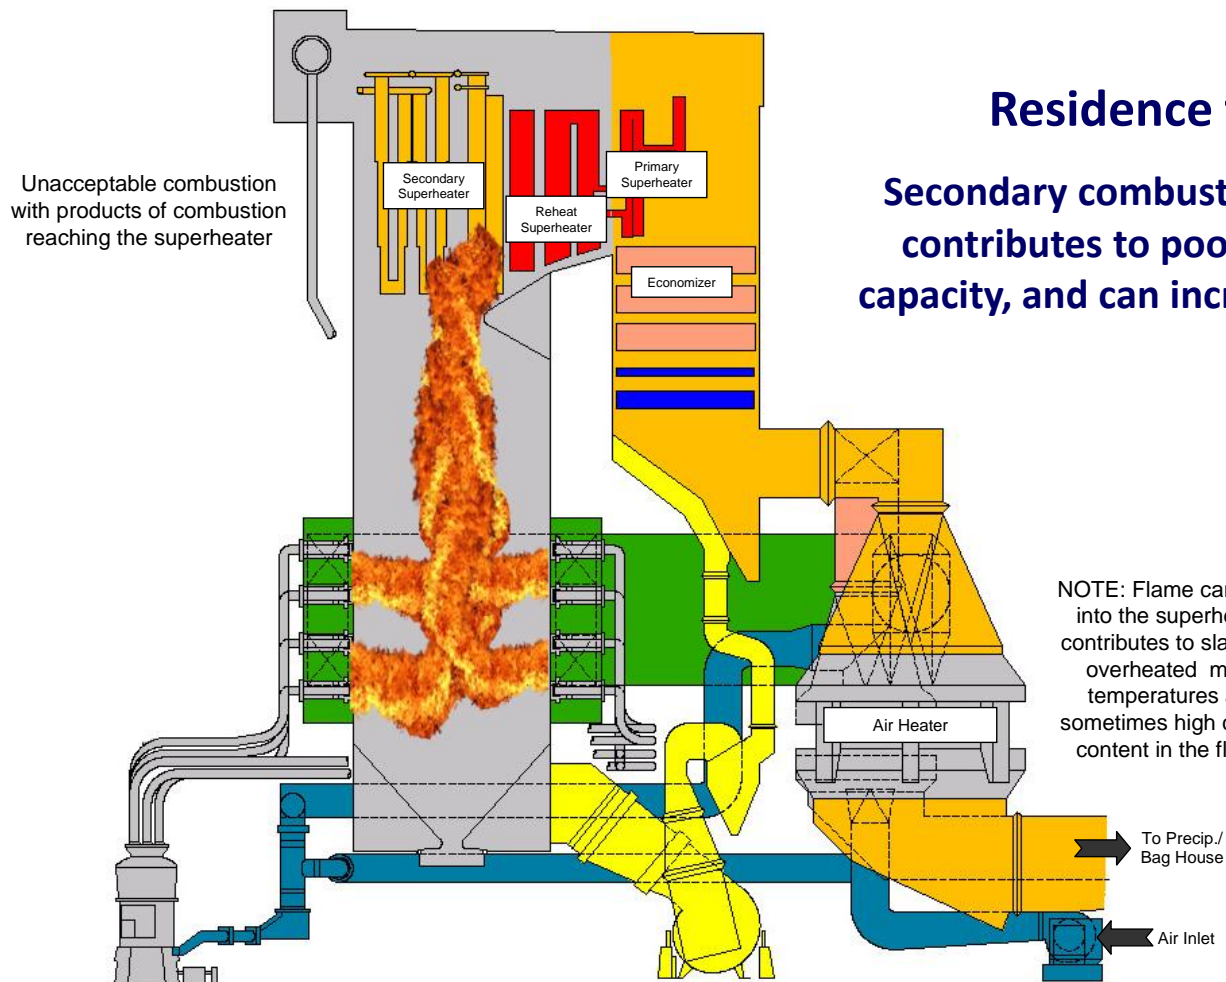 Residence
Secondary combust
contributes to poo
capacity, and can incr
Unacceptable combustion
with products of combustion
reaching the superheater
Secondary
Superheater
Reheat
Superheater
Primary
Superheater
Economizer
NOTE: Flame car
into the superhe
contributes to sla
overheated m
temperatures
sometimes high c
content in the fl
Air Heater
To Precip./
Bag House
Air Inlet